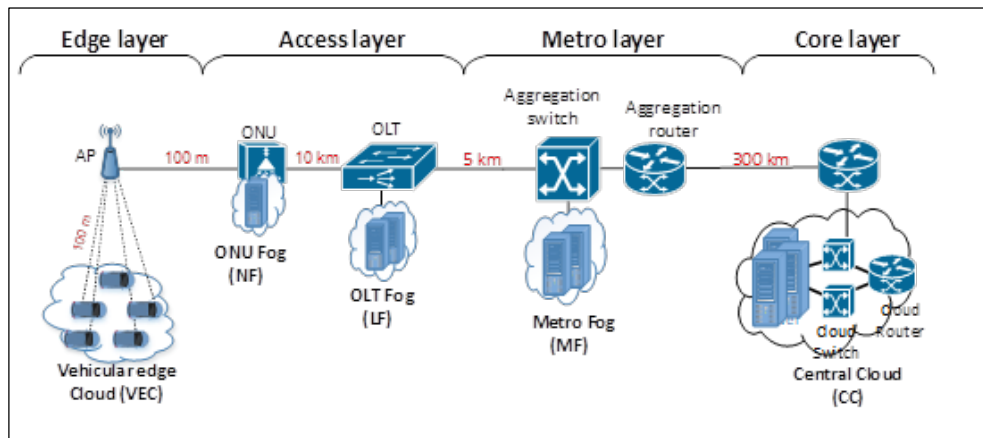 Edge layer
Access layer
Metro layer
Core layer
Aggregation
switch
Aggregation
router
ONU
OLT
AP
100 m
10 km
5 km
300 km
100 m
ONU Fog
(NF)
OLT Fog
(LF)
Metro Fog
(MF)
Vehicular edge
Cloud (VEC)
Cloud
Switch
Cloud
Router
Central Cloud
(CC)